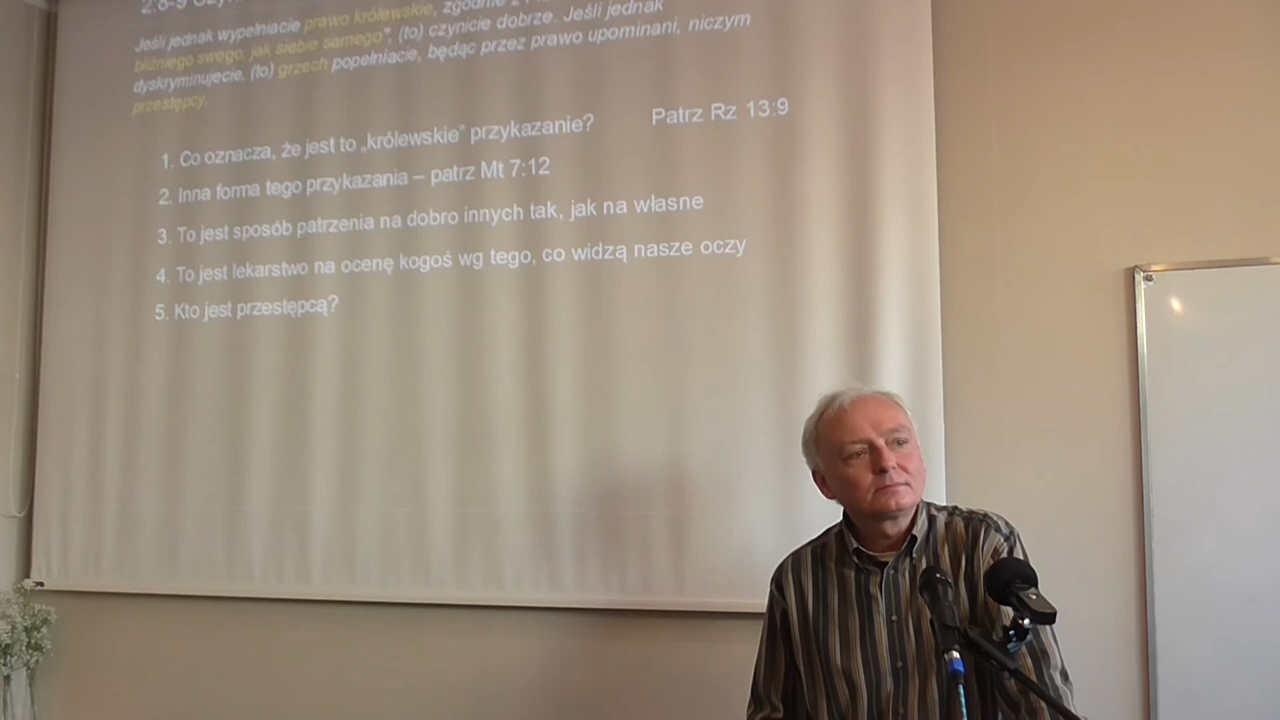 2:8-9
Jeśli jednak wypełniacie prawo królewskie, zgodnie z
bliźniego swego, jak siebie samego", (to) czynicie dobrze. Jeśli jednak
dyskryminujecie, (to) grzech popełniacie, będąc przez prawo upominani, niczym
przestępcy.
1. Co oznacza, że jest to „królewskie” przykazanie? Patrz Rz 13:9
2. Inna forma tego przykazania – patrz Mt 7:12
3. To jest sposób patrzenia na dobro innych tak, jak na własne
4. To jest lekarstwo na ocenę kogoś wg tego, co widzą nasze oczy
5. Kto jest przestępcą?